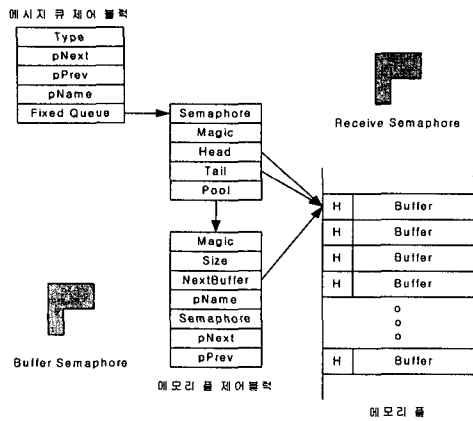 메시지 큐 제어 블럭
Type
pNext
pPrev
pName
Fixed Queue
Semaphore
Magic
Head
Tail
Pool
Receive Semaphore
Magic
Size
NextBuffer
pName
Semaphore
pNext
pPrev
메모리 풀 제어블럭
Buffer Semaphore
H Buffer
H Buffer
H Buffer
H Buffer
o
o
o
H Buffer
메모리 풀